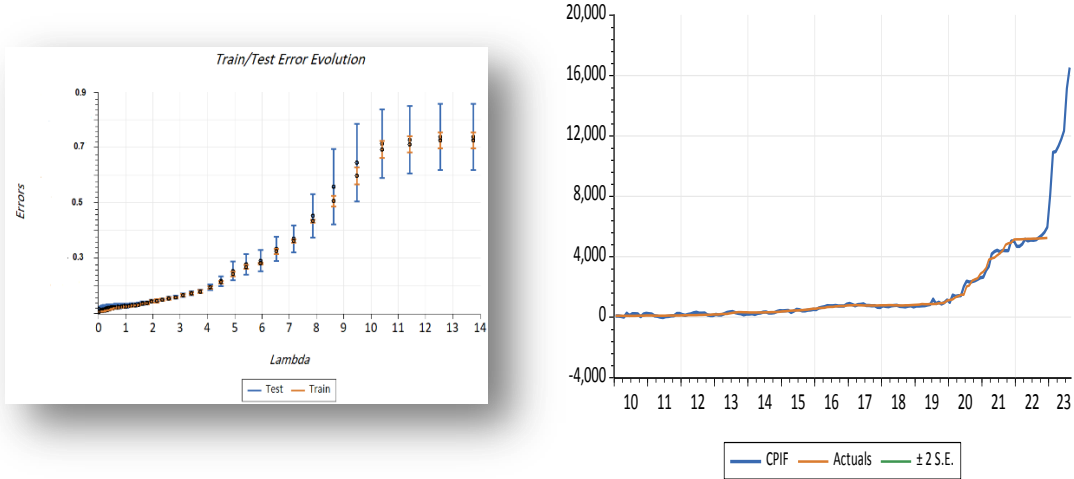 Train/Test Error Evolution
0.9
0.7
0.5
0.3
Errors
0 1 2 3 4 5 6 7 8 9 10 11 12 13 14
Lambda
Test Train
20,000
16,000
12,000
8,000
4,000
0
-4,000
10 11 12 13 14 15 16 17 18 19 20 21 22 23
CPIF Actuals ± 2 S.E.